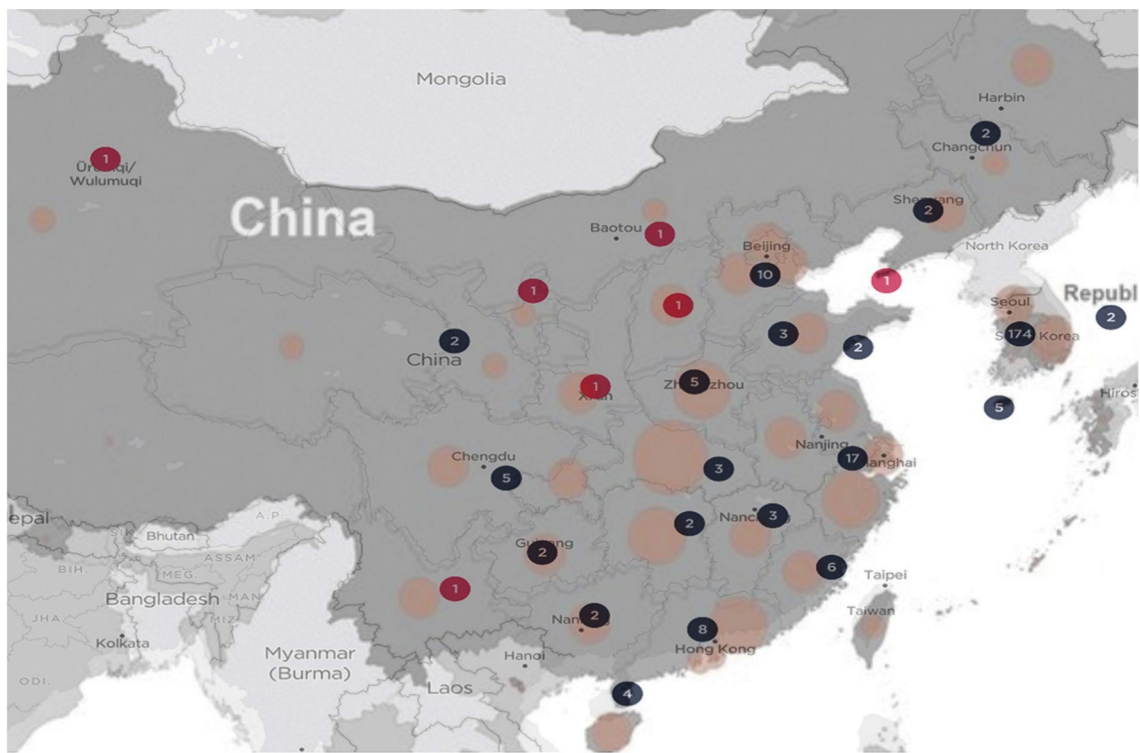 Mongolia
Harbin
2
Changchun
1
Wulumuqi
China
2
Baotou
1
Beijing
10
North Korea
1
1
1
Seoul
Republ
2
174
Korea
2
China
3
2
1
5
5
Chengdu
5
3
Nanjing
17
2
3
epal
A.P.
Bhutan
ASSAM
BIH.
MEG.
2
6
Bangladesh
MAN
1
Taipei
JHA.
MIZ
2
Taiwan
Kolkata
8
Hong Kong
Myanmar
(Burma)
Hanoi
ODI.
Laos
4